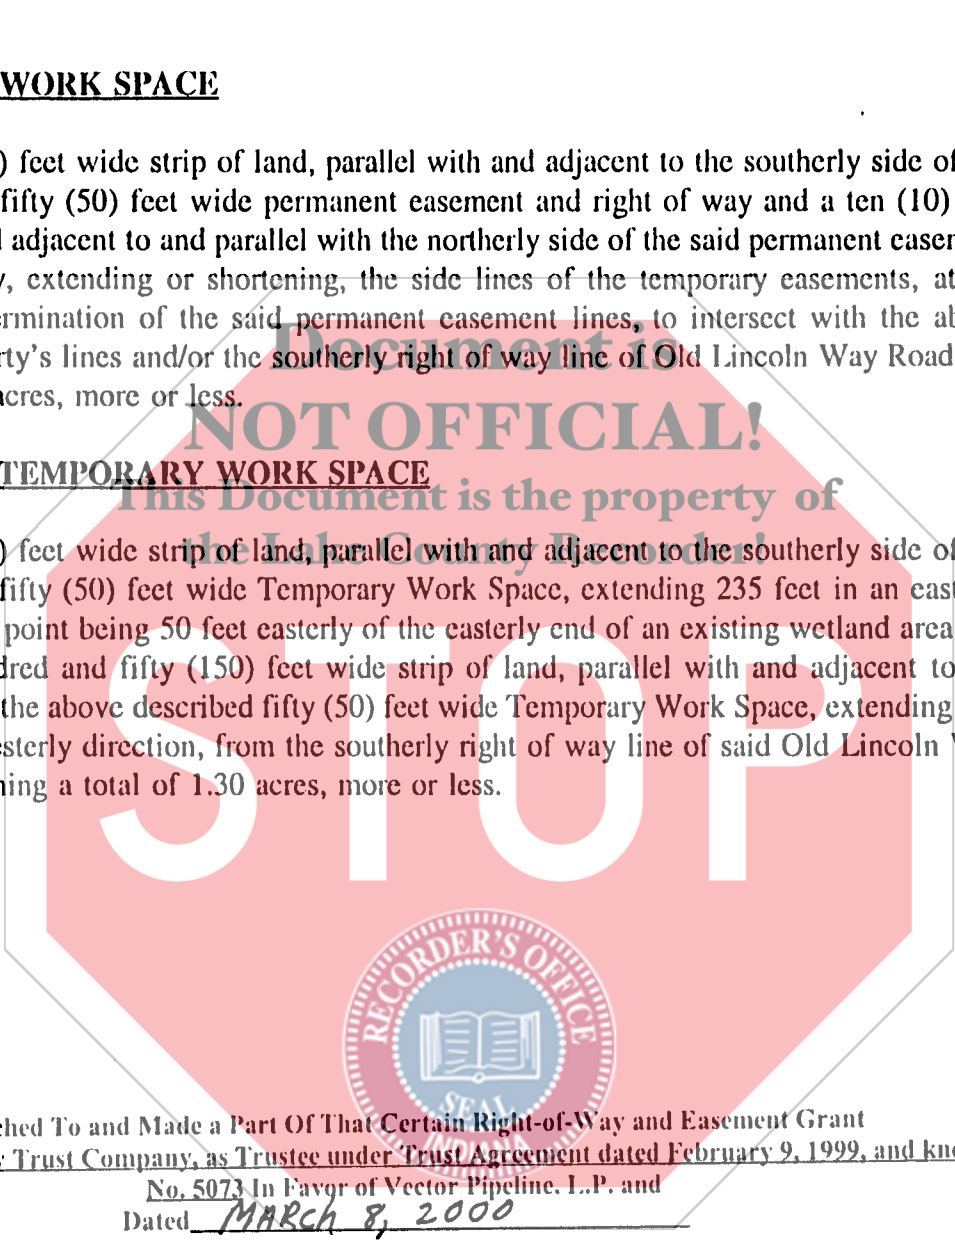 WORK SPACE
) feet wide strip of land, parallel with and adjacent to the southerly side of
fifty (50) feet wide permanent easement and right of way and a ten (10)
adjacent to and parallel with the northerly side of the said permanent easem
y, extending or shortening, the side lines of the temporary easements, at
ermination of the said permanent easement lines, to intersect with the ab
rty's lines and/or the southerly right of way line of Old Lincoln Way Road
acres, more or less.
Document is
NOT OFFICIAL!
This Document is the property of
the Lake County Recorder!
TEMPORARY WORK SPACE
) feet wide strip of land, parallel with and adjacent to the southerly side of
fifty (50) feet wide Temporary Work Space, extending 235 feet in an east
point being 50 feet easterly of the easterly end of an existing wetland area
dred and fifty (150) feet wide strip of land, parallel with and adjacent to
the above described fifty (50) feet wide Temporary Work Space, extending
esterly direction, from the southerly right of way line of said Old Lincoln W
ning a total of 1.30 acres, more or less.
STOP
RECORDER'S OFFICE
SEAL
INDIANA
ched To and Made a Part Of That Certain Right-of-Way and Easement Grant
Trust Company, as Trustee under Trust Agreement dated February 9, 1999, and kno
No. 5073 In Favor of Vector Pipeline, L.P. and
Dated MARCH 8, 2000